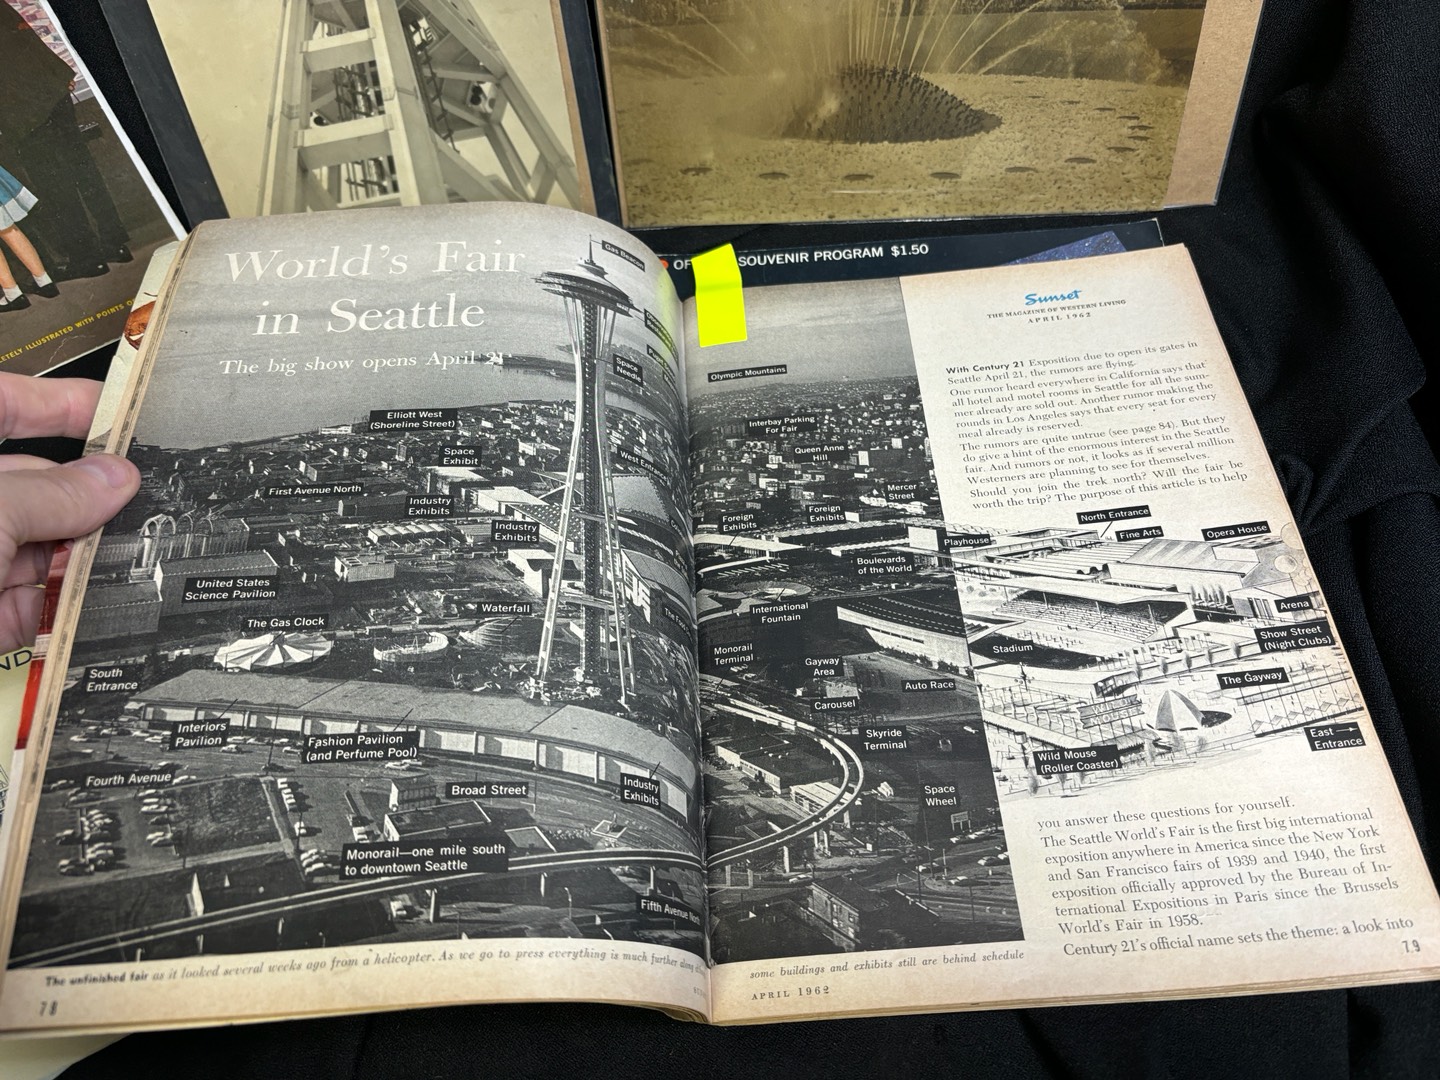 LETELY ILLUSTRATED WITH POINTS O
ND
OF
SOUVENIR PROGRAM $1.50
World's Fair
in Seattle
The big show opens April 21
Gas Beacon
Space
Needle
Elliott West
(Shoreline Street)
Space
Exhibit
West Entrance
First Avenue North
Industry
Exhibits
Industry
Exhibits
United States
Science Pavilion
Waterfall
The Gas Clock
South
Entrance
Interiors
Pavilion
Fashion Pavilion
(and Perfume Pool)
Industry
Exhibits
Fourth Avenue
Broad Street
Monorail—one mile south
to downtown Seattle
Fifth Avenue North
The unfinished fair as it looked several weeks ago from a helicopter. As we go to press everything is much further along
78
Olympic Mountains
Interbay Parking
For Fair
Queen Anne
Hill
Mercer
Street
Foreign
Exhibits
Foreign
Exhibits
Boulevards
of the World
International
Fountain
Monorail
Terminal
Gayway
Area
Auto Race
Carousel
Skyride
Terminal
Space
Wheel
some buildings and exhibits still are behind schedule
APRIL 1962
Sunset
THE MAGAZINE OF WESTERN LIVING
APRIL 1962
With Century 21 Exposition due to open its gates in
Seattle April 21, the rumors are flying.
One rumor heard everywhere in California says that
all hotel and motel rooms in Seattle for all the sum-
mer already are sold out. Another rumor making the
rounds in Los Angeles says that every seat for every
meal already is reserved.
The rumors are quite untrue (see page 84). But they
do give a hint of the enormous interest in the Seattle
fair. And rumors or not, it looks as if several million
Westerners are planning to see for themselves.
Should you join the trek north? Will the fair be
worth the trip? The purpose of this article is to help
North Entrance
Playhouse
Fine Arts
Opera House
Arena
Stadium
Show Street
(Night Clubs)
The Gayway
WILD
MOUSE
East
Entrance
Wild Mouse
(Roller Coaster)
you answer these questions for yourself.
The Seattle World's Fair is the first big international
exposition anywhere in America since the New York
and San Francisco fairs of 1939 and 1940, the first
exposition officially approved by the Bureau of In-
ternational Expositions in Paris since the Brussels
World's Fair in 1958.
Century 21's official name sets the theme: a look into
79